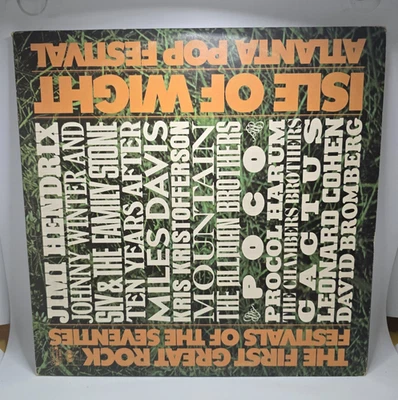 THE FIRST GREAT ROCK
FESTIVALS OF THE SEVENTIES
ISLE OF WIGHT
ATLANTA POP FESTIVAL
JIMI HENDRIX
JOHNNY WINTER AND
SLY & THE FAMILY STONE
TEN YEARS AFTER
MILES DAVIS
KRIS KRISTOFFERSON
MOUNTAIN
THE ALLMAN BROTHERS
POCO
PROCOL HARUM
THE CHAMBERS BROTHERS
CACTUS
LEONARD COHEN
DAVID BROMBERG